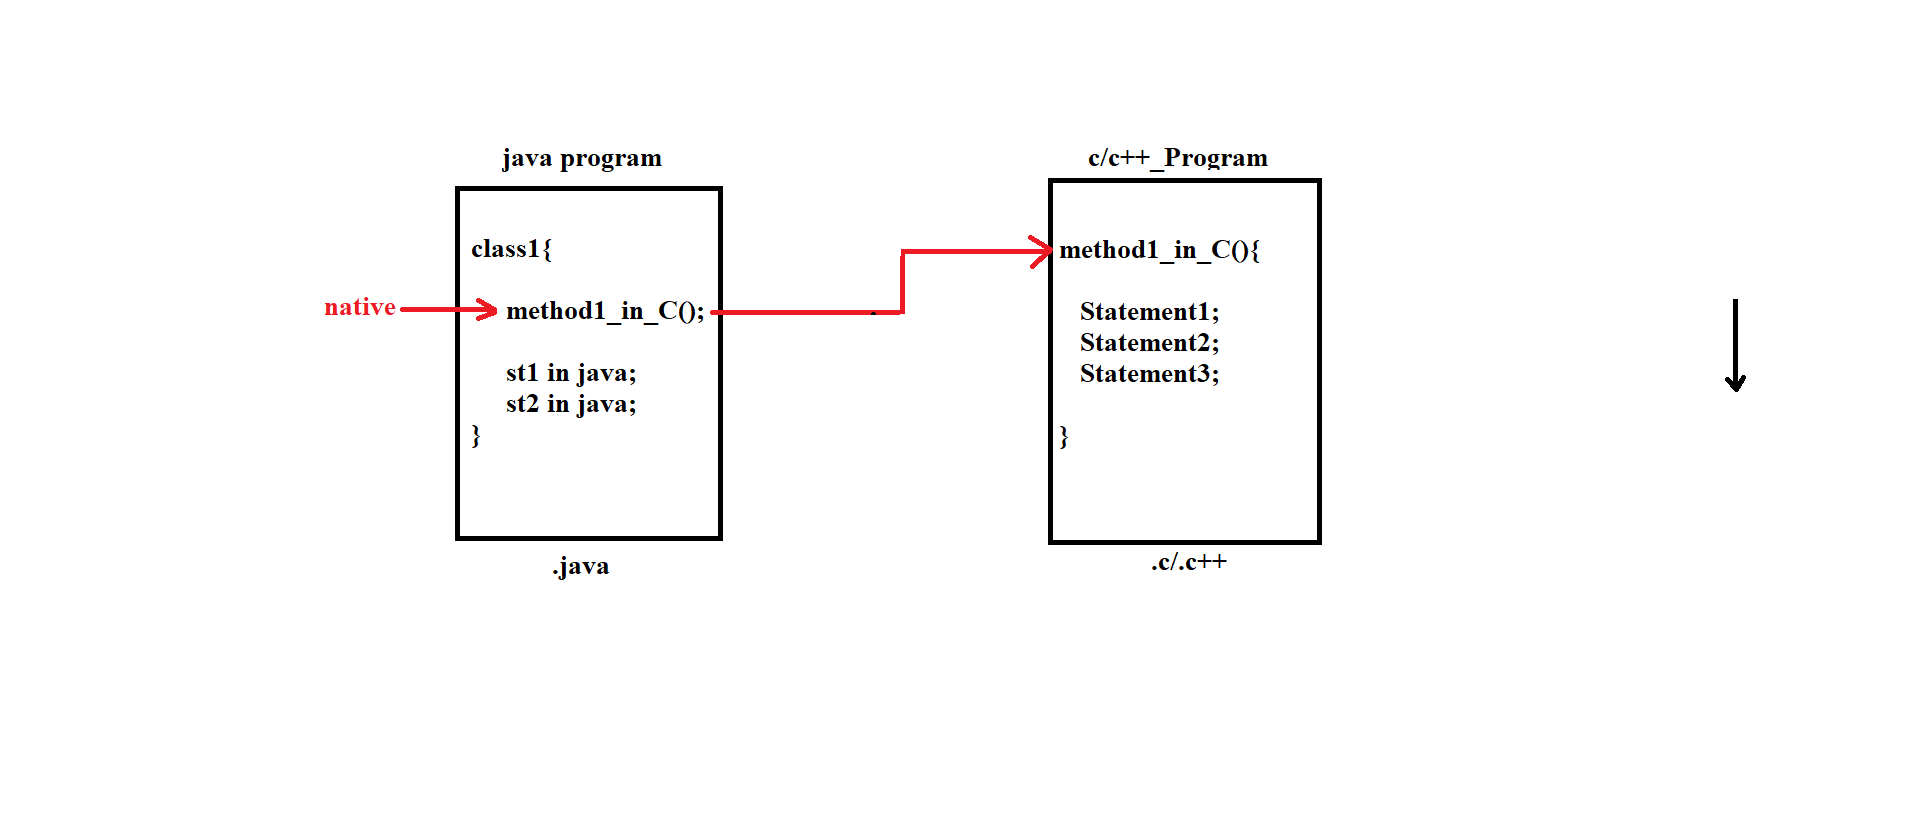 java program
class1{
native
method1_in_C();
st1 in java;
st2 in java;
}
.java
c/c++_Program
method1_in_C(){
Statement1;
Statement2;
Statement3;
}
.c/.c++